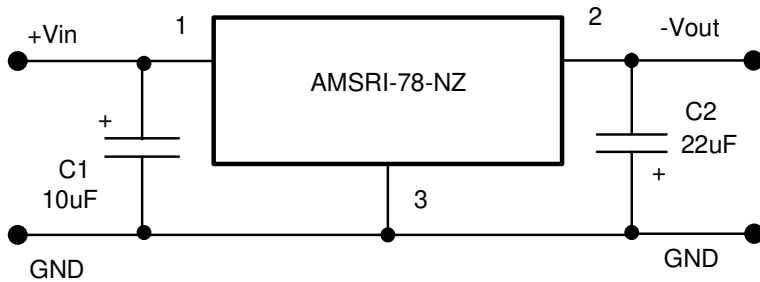 1
2
+Vin
-Vout
AMSRI-78-NZ
+
C1
10uF
C2
22uF
+
3
GND
GND